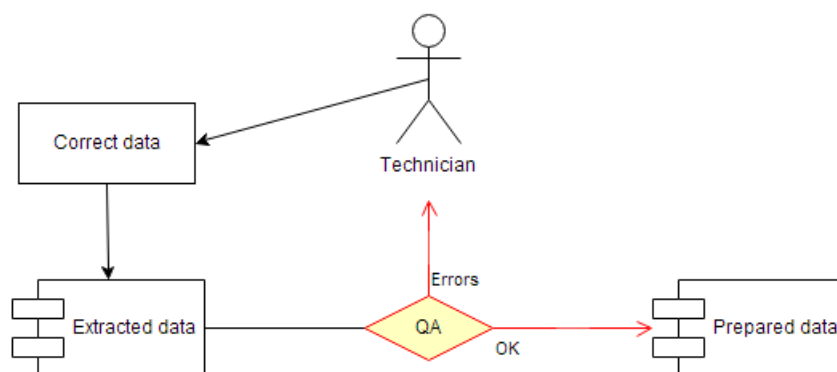 Correct data
Technician
Errors
Extracted data
QA
Prepared data
OK